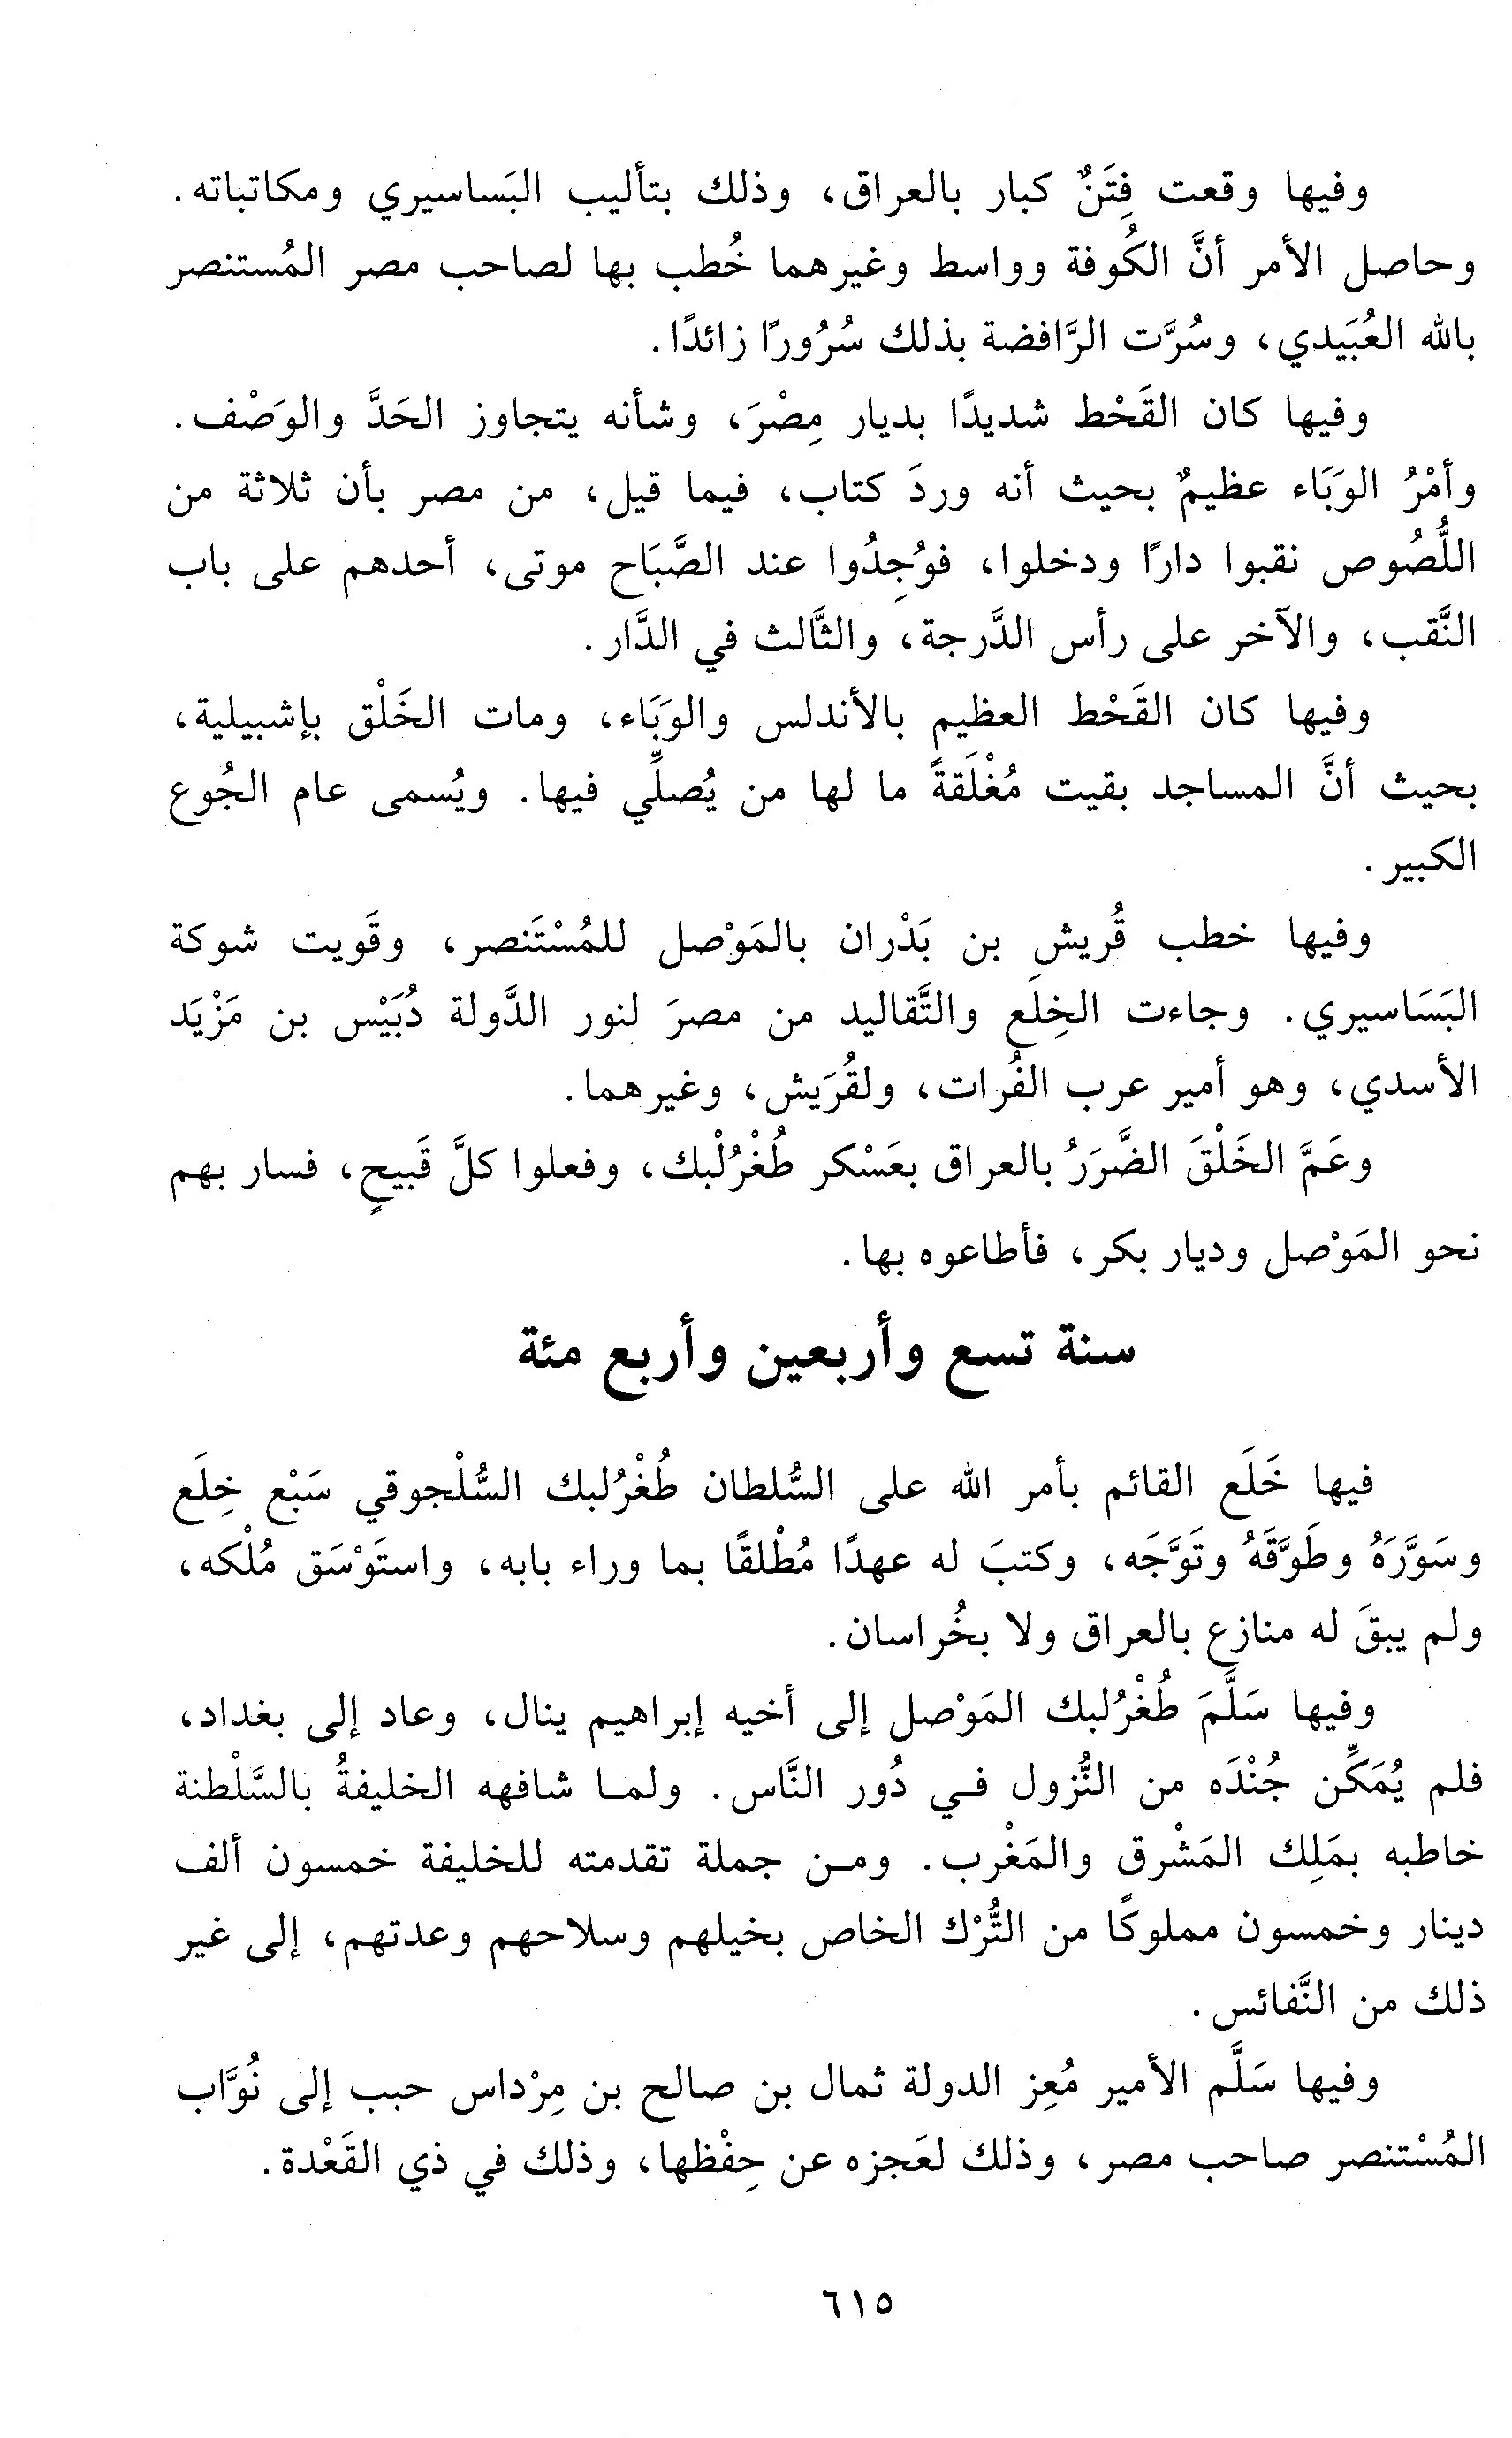 وفيها وقعت فِتَنٌ كبار بالعراق، وذلك بتأليب البَساسيري ومكاتباته.
وحاصل الأمر أنَّ الكُوفة وواسط وغيرهما خُطب بها لصاحب مصر المُستنصر
بالله العُبَيدي، وسُرَّت الرَّافضة بذلك سُرُورًا زائدًا.
وفيها كان القَحْط شديدًا بديار مِصْرَ، وشأنه يتجاوز الحَدَّ والوَصْف.
وأمْرُ الوَبَاء عظيمٌ بحيث أنه وردَ كتاب، فيما قيل، من مصر بأن ثلاثة من
اللُّصُوص نقبوا دارًا ودخلوا، فوُجِدُوا عند الصَّبَاح موتى، أحدهم على باب
النَّقب، والآخر على رأس الدَّرجة، والثَّالث في الدَّار.
وفيها كان القَحْط العظيم بالأندلس والوَبَاء، ومات الخَلْق بإشبيلية،
بحيث أنَّ المساجد بقيت مُغْلَقةً ما لها من يُصلِّي فيها. ويُسمى عام الجُوع
الكبير.
وفيها خطب قُريش بن بَدْران بالمَوْصل للمُسْتَنصر، وقَويت شوكة
البَسَاسيري. وجاءت الخِلَع والتَّقاليد من مصرَ لنور الدَّولة دُبَيْس بن مَزْيَد
الأسدي، وهو أمير عرب الفُرات، ولقُرَيش، وغيرهما.
وعَمَّ الخَلْقَ الضَّرَرُ بالعراق بعَسْكر طُغْرُلْبك، وفعلوا كلَّ قَبيحٍ، فسار بهم
نحو المَوْصل وديار بكر، فأطاعوه بها.
سنة تسع وأربعين وأربع مئة
فيها خَلَع القائم بأمر الله على السُّلطان طُغْرُلبك السُّلْجوقي سَبْع خِلَع
وسَوَّرَهُ وطَوَّقَهُ وتَوَّجَه، وكتبَ له عهدًا مُطْلقًا بما وراء بابه، واستَوْسَق مُلْكه،
ولم يبقَ له منازع بالعراق ولا بخُراسان.
وفيها سَلَّمَ طُغْرُلبك المَوْصل إلى أخيه إبراهيم ينال، وعاد إلى بغداد،
فلم يُمَكِّن جُنْدَه من النُّزول في دُور النَّاس. ولما شافهه الخليفةُ بالسَّلْطنة
خاطبه بمَلِك المَشْرق والمَغْرب. ومن جملة تقدمته للخليفة خمسون ألف
دينار وخمسون مملوكًا من التُّرْك الخاص بخيلهم وسلاحهم وعدتهم، إلى غير
ذلك من النَّفائس.
وفيها سَلَّم الأمير مُعِز الدولة ثمال بن صالح بن مِرْداس حبب إلى نُوَّاب
المُسْتنصر صاحب مصر، وذلك لعَجزه عن حِفْظها، وذلك في ذي القَعْدة.
٦١٥